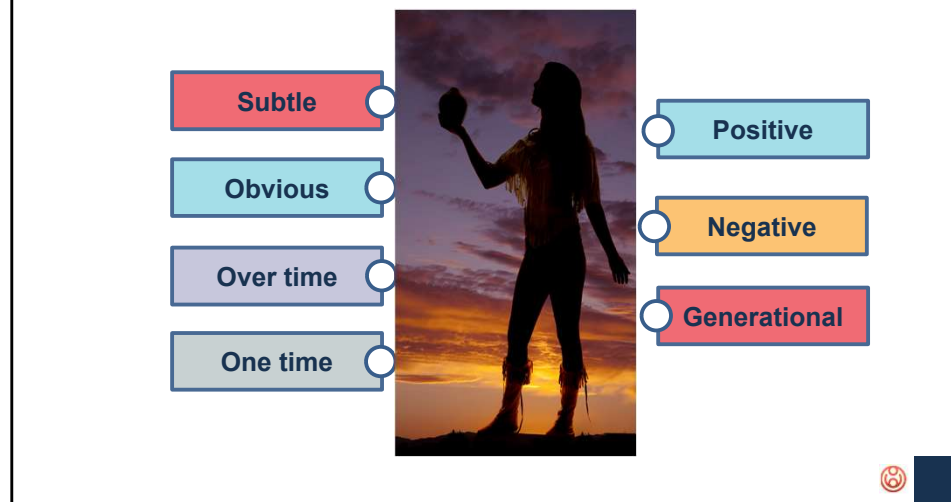 Subtle
Obvious
Over time
One time
Positive
Negative
Generational